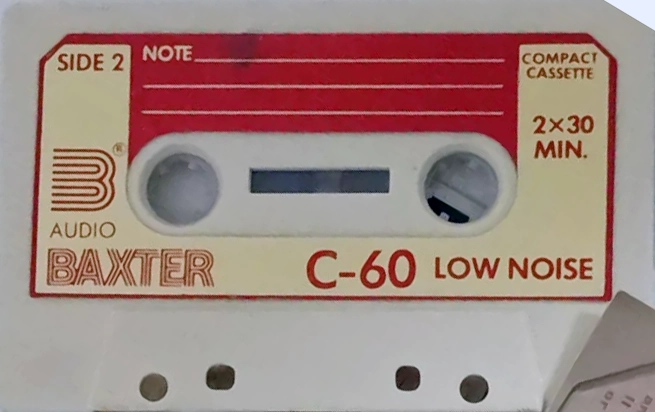 SIDE 2
NOTE
COMPACT
CASSETTE
2×30
MIN.
B®
AUDIO
BAXTER
C-60 LOW NOISE